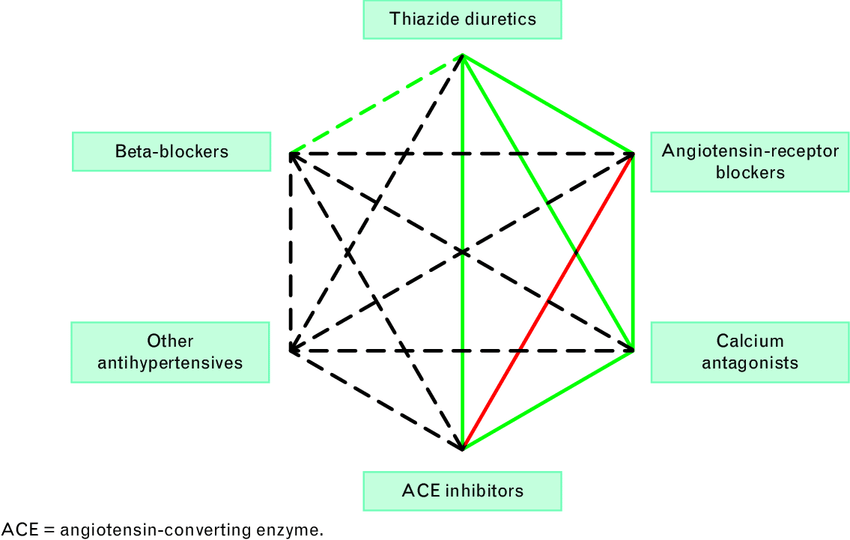 Thiazide diuretics
Beta-blockers
Angiotensin-receptor
blockers
Other
antihypertensives
Calcium
antagonists
ACE inhibitors
ACE = angiotensin-converting enzyme.